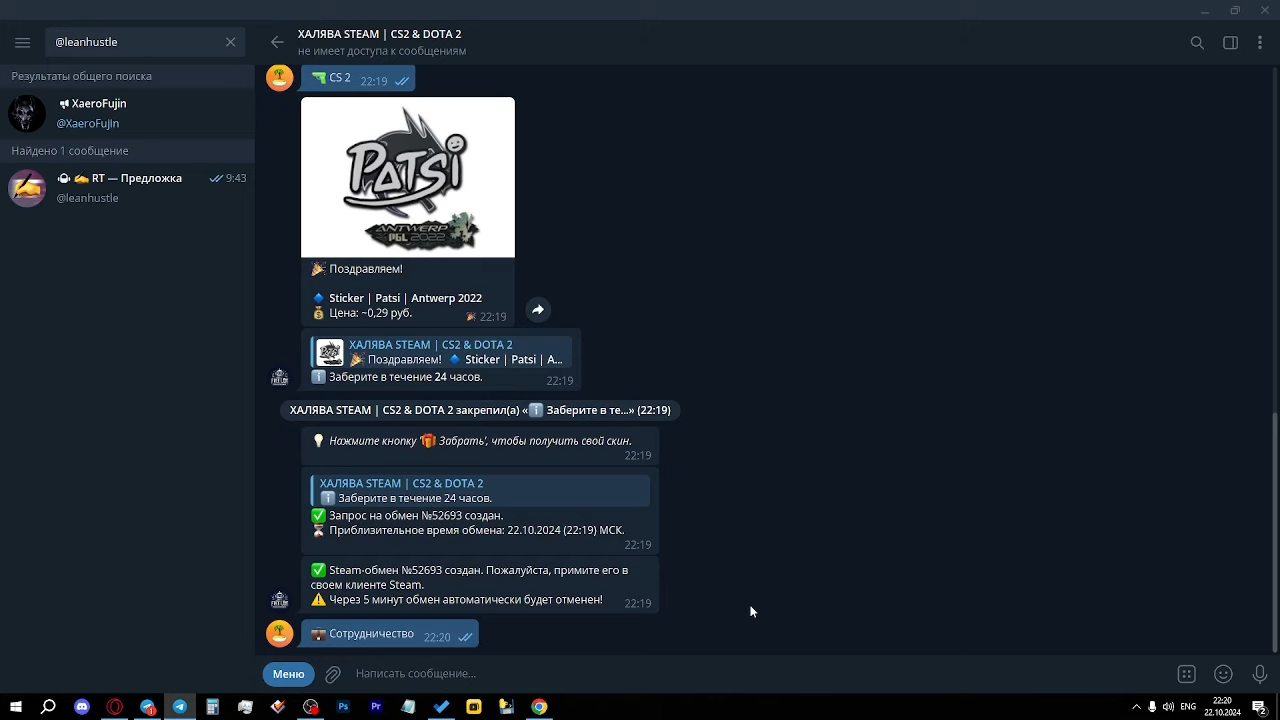 @leanhustle
Результаты общего поиска
XaeroFujin
@XaeroFujin
Найдено 1 сообщение
RT — Предложка 9:43
@leanhustle
ХАЛЯВА STEAM | CS2 & DOTA 2
не имеет доступа к сообщениям
CS 2 22:19
PATSI
ANTWERP
PGL 2022
Поздравляем!
Sticker | Patsi | Antwerp 2022
Цена: ~0,29 руб.
22:19
ХАЛЯВА STEAM | CS2 & DOTA 2
Поздравляем! Sticker | Patsi | A...
Заберите в течение 24 часов.
22:19
ХАЛЯВА STEAM | CS2 & DOTA 2 закрепил(а) «ℹ️ Заберите в те...» (22:19)
Нажмите кнопку '🎁 Забрать', чтобы получить свой скин.
22:19
ХАЛЯВА STEAM | CS2 & DOTA 2
Заберите в течение 24 часов.
Запрос на обмен №52693 создан.
Приблизительное время обмена: 22.10.2024 (22:19) МСК.
22:19
Steam-обмен №52693 создан. Пожалуйста, примите его в
своем клиенте Steam.
Через 5 минут обмен автоматически будет отменен!
22:19
Сотрудничество 22:20
Меню
Написать сообщение...
ENG
22:20
22.10.2024